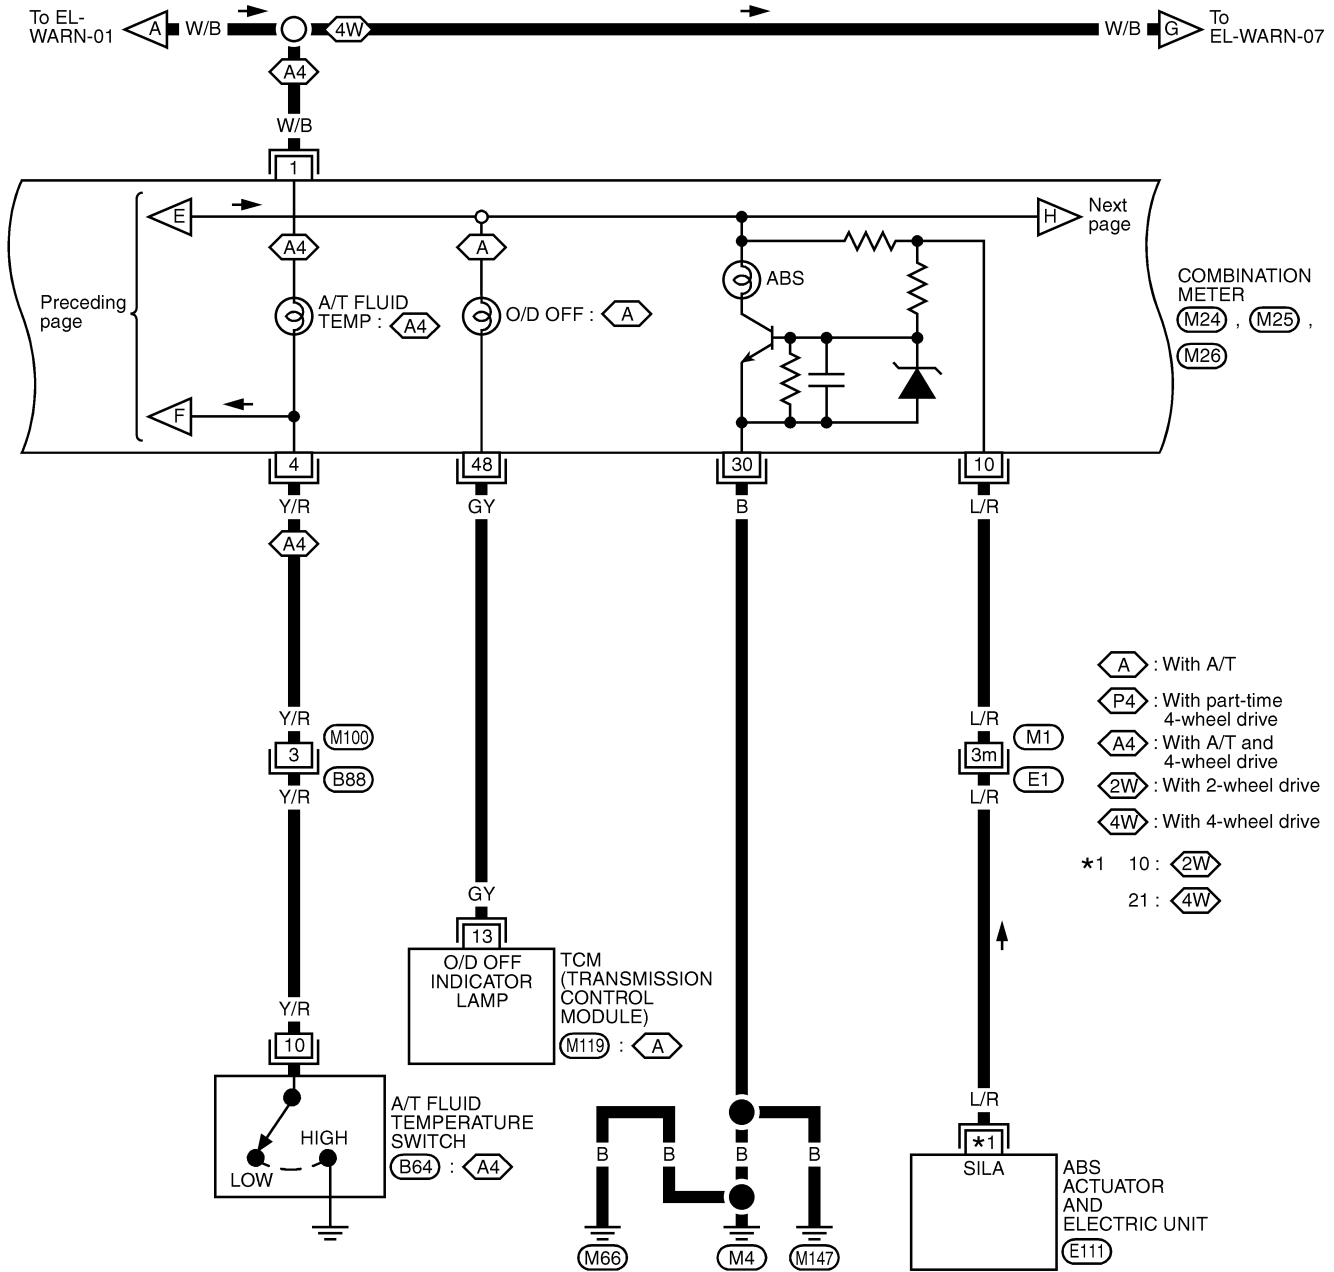 To EL-
WARN-01
A
W/B
4W
W/B
G
To
EL-WARN-07
A4
W/B
1
Preceding
page
E
H
Next
page
A4
A
ABS
A/T FLUID
TEMP : A4
O/D OFF : A
COMBINATION
METER
M24 , M25 ,
M26
F
4
48
30
10
Y/R
GY
B
L/R
A4
A : With A/T
P4 : With part-time
4-wheel drive
A4 : With A/T and
4-wheel drive
2W : With 2-wheel drive
4W : With 4-wheel drive
*1 10 : 2W
21 : 4W
Y/R
M100
3
B88
Y/R
L/R
M1
3m
E1
L/R
GY
13
O/D OFF
INDICATOR
LAMP
TCM
(TRANSMISSION
CONTROL
MODULE)
M119 : A
Y/R
10
A/T FLUID
TEMPERATURE
SWITCH
B64 : A4
HIGH
LOW
B
B
B
B
M66
M4
M147
L/R
*1
SILA
ABS
ACTUATOR
AND
ELECTRIC UNIT
E111